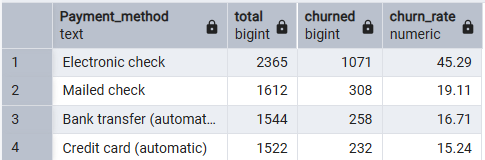 Payment_method total churned churn_rate
text bigint bigint numeric
1 Electronic check 2365 1071 45.29
2 Mailed check 1612 308 19.11
3 Bank transfer (automat... 1544 258 16.71
4 Credit card (automatic) 1522 232 15.24